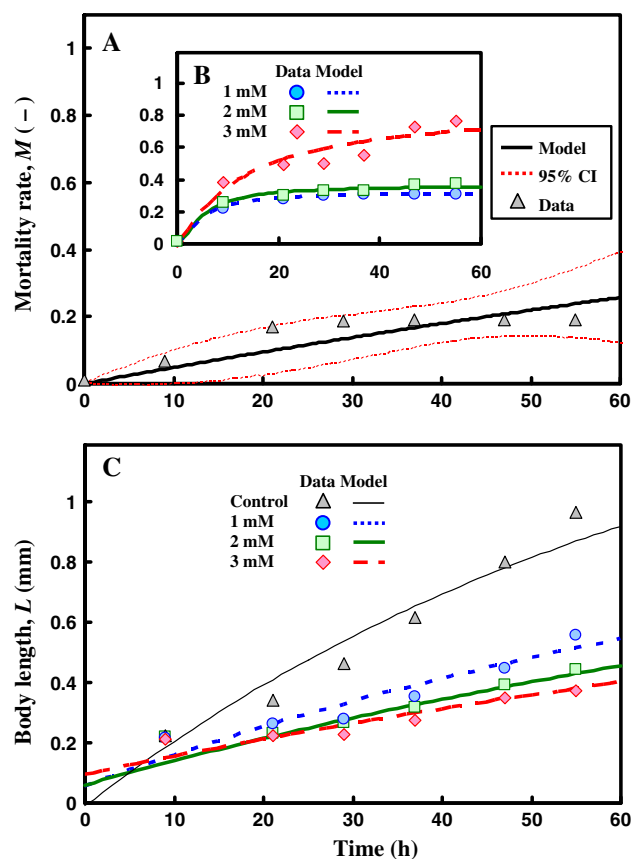 A
B
Data Model
1 mM
2 mM
3 mM
1
0.8
0.6
0.4
0.2
0
0 20 40 60
Model
95% CI
Data
Mortality rate, M (−)
1
0.8
0.6
0.4
0.2
0
0 10 20 30 40 50 60
C
Data Model
Control
1 mM
2 mM
3 mM
Body length, L (mm)
1
0.8
0.6
0.4
0.2
0
0 10 20 30 40 50 60
Time (h)